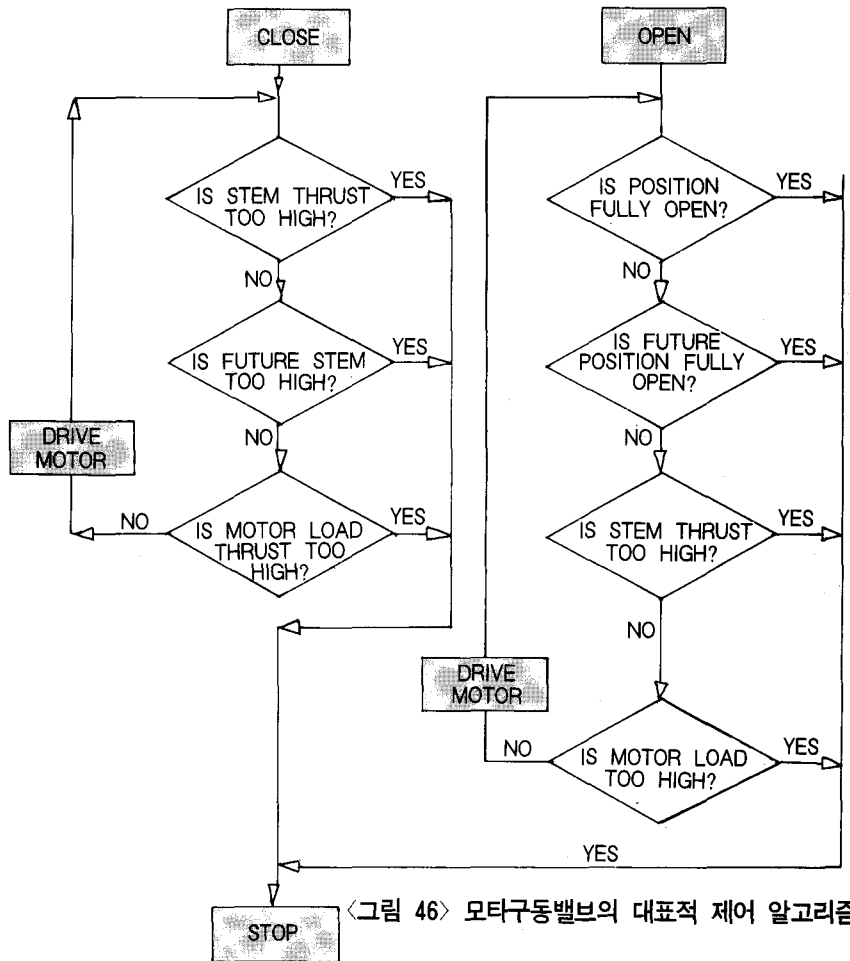 CLOSE
IS STEM THRUST
TOO HIGH?
YES
NO
IS FUTURE STEM
TOO HIGH?
YES
NO
DRIVE
MOTOR
IS MOTOR LOAD
THRUST TOO
HIGH?
YES
NO
OPEN
IS POSITION
FULLY OPEN?
YES
NO
IS FUTURE
POSITION FULLY
OPEN?
YES
NO
IS STEM THRUST
TOO HIGH?
YES
NO
DRIVE
MOTOR
IS MOTOR LOAD
TOO HIGH?
YES
NO
YES
STOP
〈그림 46〉 모타구동밸브의 대표적 제어 알고리즘